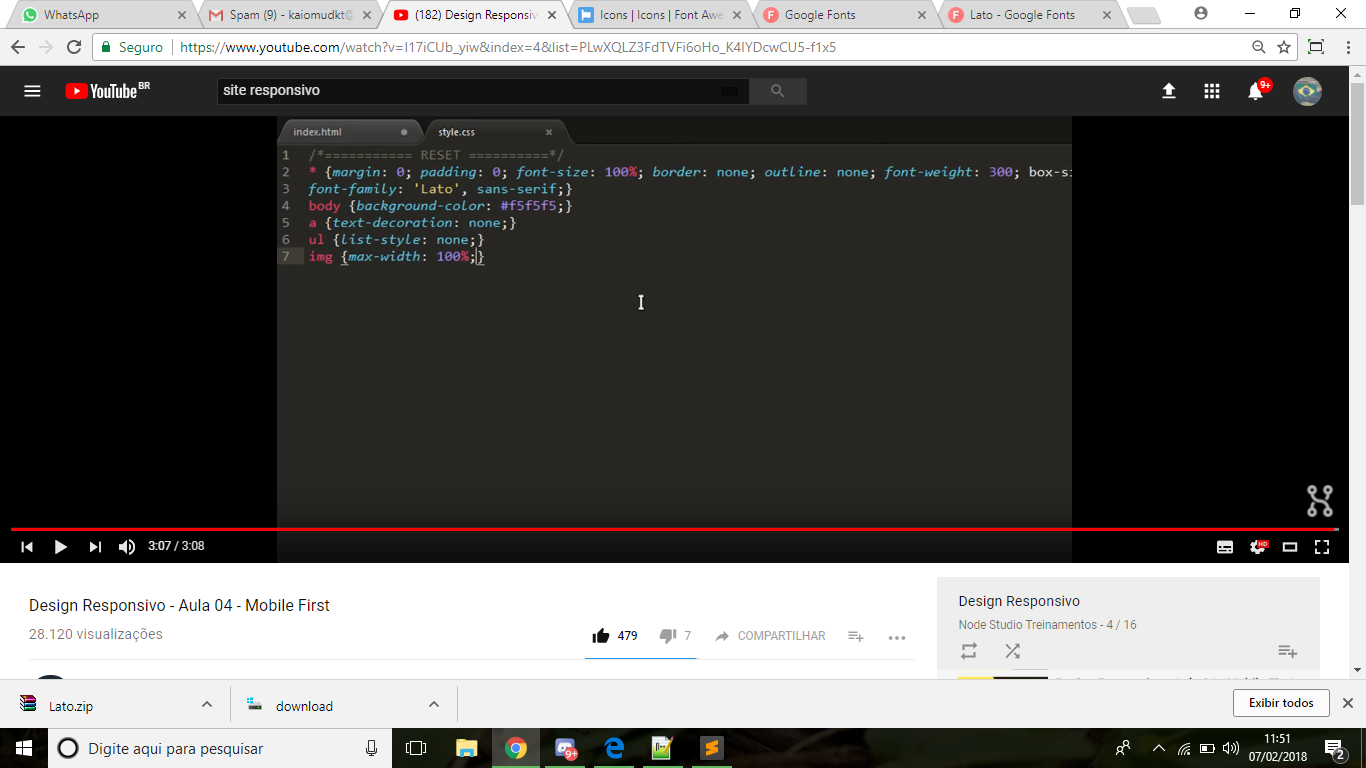 WhatsApp
Spam (9) - kaiomudkt@
(182) Design Responsiv
Icons | Icons | Font Awe
Google Fonts
Lato - Google Fonts
Seguro
https://www.youtube.com/watch?v=I17iCUb_yiw&index=4&list=PLwXQLZ3FdTVFi6oHo_K4IYDcwCU5-f1x5
YouTube BR
site responsivo
9+
index.html
style.css
1 /*=========== RESET ==========*/
2 * {margin: 0; padding: 0; font-size: 100%; border: none; outline: none; font-weight: 300; box-si
3 font-family: 'Lato', sans-serif;}
4 body {background-color: #f5f5f5;}
5 a {text-decoration: none;}
6 ul {list-style: none;}
7 img {max-width: 100%;}
3:07 / 3:08
HD
Design Responsivo - Aula 04 - Mobile First
28.120 visualizações
479
7
COMPARTILHAR
Design Responsivo
Node Studio Treinamentos - 4 / 16
Lato.zip
download
Exibir todos
Digite aqui para pesquisar
9+
11:51
07/02/2018
2